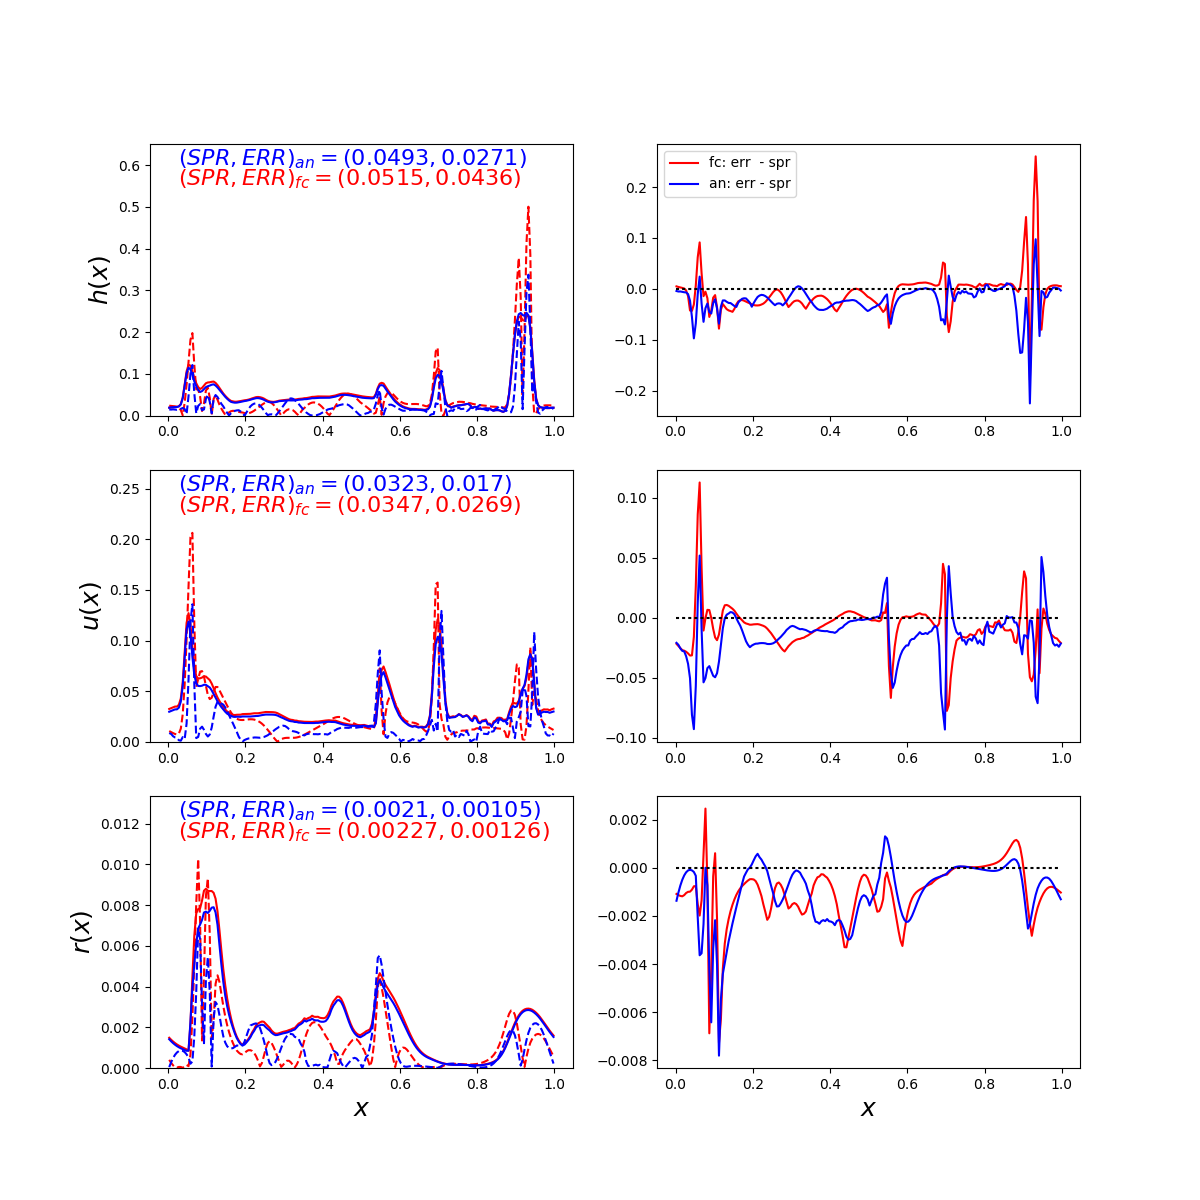 (SPR, ERR)an = (0.0493, 0.0271)
(SPR, ERR)fc = (0.0515, 0.0436)
h(x)
0.6
0.5
0.4
0.3
0.2
0.1
0.0
0.0 0.2 0.4 0.6 0.8 1.0
fc: err - spr
an: err - spr
0.2
0.1
0.0
−0.1
−0.2
0.0 0.2 0.4 0.6 0.8 1.0
(SPR, ERR)an = (0.0323, 0.017)
(SPR, ERR)fc = (0.0347, 0.0269)
u(x)
0.25
0.20
0.15
0.10
0.05
0.00
0.0 0.2 0.4 0.6 0.8 1.0
0.10
0.05
0.00
−0.05
−0.10
0.0 0.2 0.4 0.6 0.8 1.0
(SPR, ERR)an = (0.0021, 0.00105)
(SPR, ERR)fc = (0.00227, 0.00126)
r(x)
0.012
0.010
0.008
0.006
0.004
0.002
0.000
0.0 0.2 0.4 0.6 0.8 1.0
x
0.002
0.000
−0.002
−0.004
−0.006
−0.008
0.0 0.2 0.4 0.6 0.8 1.0
x